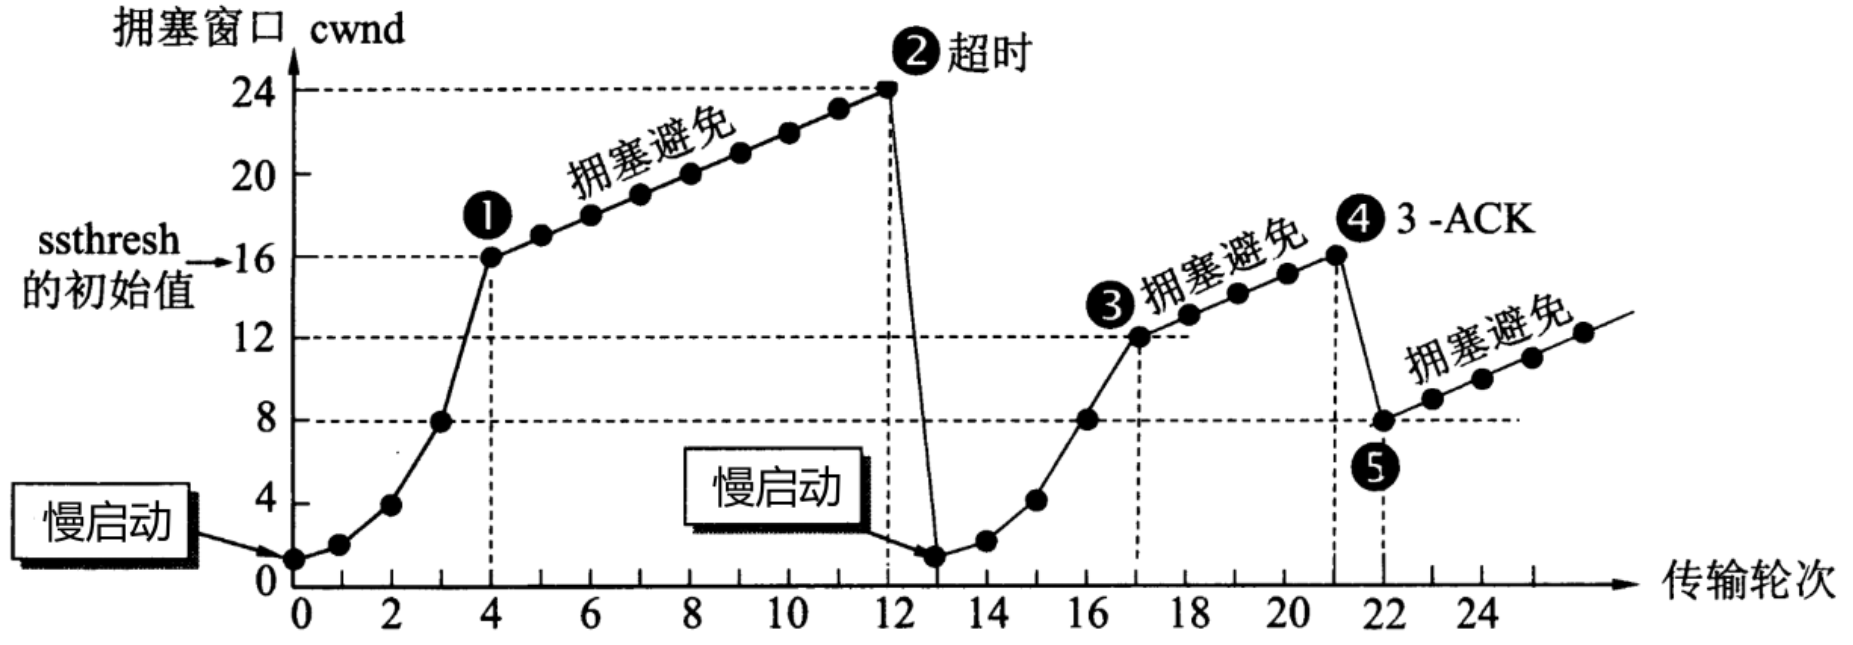 拥塞窗口 cwnd
❷超时
24
拥塞避免
20
❶
❹ 3 -ACK
ssthresh
的初始值
16
❸
拥塞避免
12
拥塞避免
8
❺
慢启动
4
慢启动
0
0 2 4 6 8 10 12 14 16 18 20 22 24
传输轮次